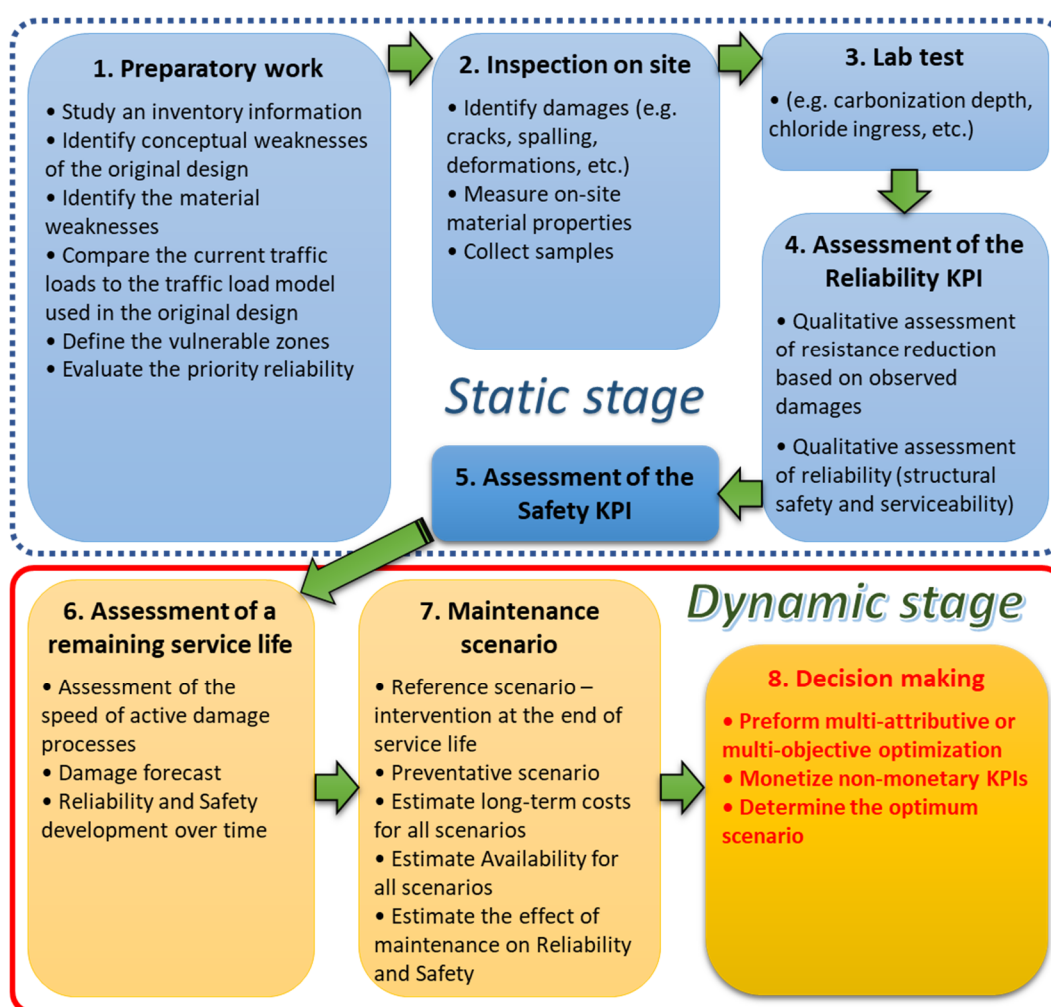 1. Preparatory work
• Study an inventory information
• Identify conceptual weaknesses
of the original design
• Identify the material
weaknesses
• Compare the current traffic
loads to the traffic load model
used in the original design
• Define the vulnerable zones
• Evaluate the priority reliability
2. Inspection on site
• Identify damages (e.g.
cracks, spalling,
deformations, etc.)
• Measure on-site
material properties
• Collect samples
3. Lab test
• (e.g. carbonization depth,
chloride ingress, etc.)
4. Assessment of the
Reliability KPI
• Qualitative assessment
of resistance reduction
based on observed
damages
• Qualitative assessment
of reliability (structural
safety and serviceability)
Static stage
5. Assessment of the
Safety KPI
Dynamic stage
6. Assessment of a
remaining service life
• Assessment of the
speed of active damage
processes
• Damage forecast
• Reliability and Safety
development over time
7. Maintenance
scenario
• Reference scenario –
intervention at the end of
service life
• Preventative scenario
• Estimate long-term costs
for all scenarios
• Estimate Availability for
all scenarios
• Estimate the effect of
maintenance on Reliability
and Safety
8. Decision making
• Preform multi-attributive or
multi-objective optimization
• Monetize non-monetary KPIs
• Determine the optimum
scenario